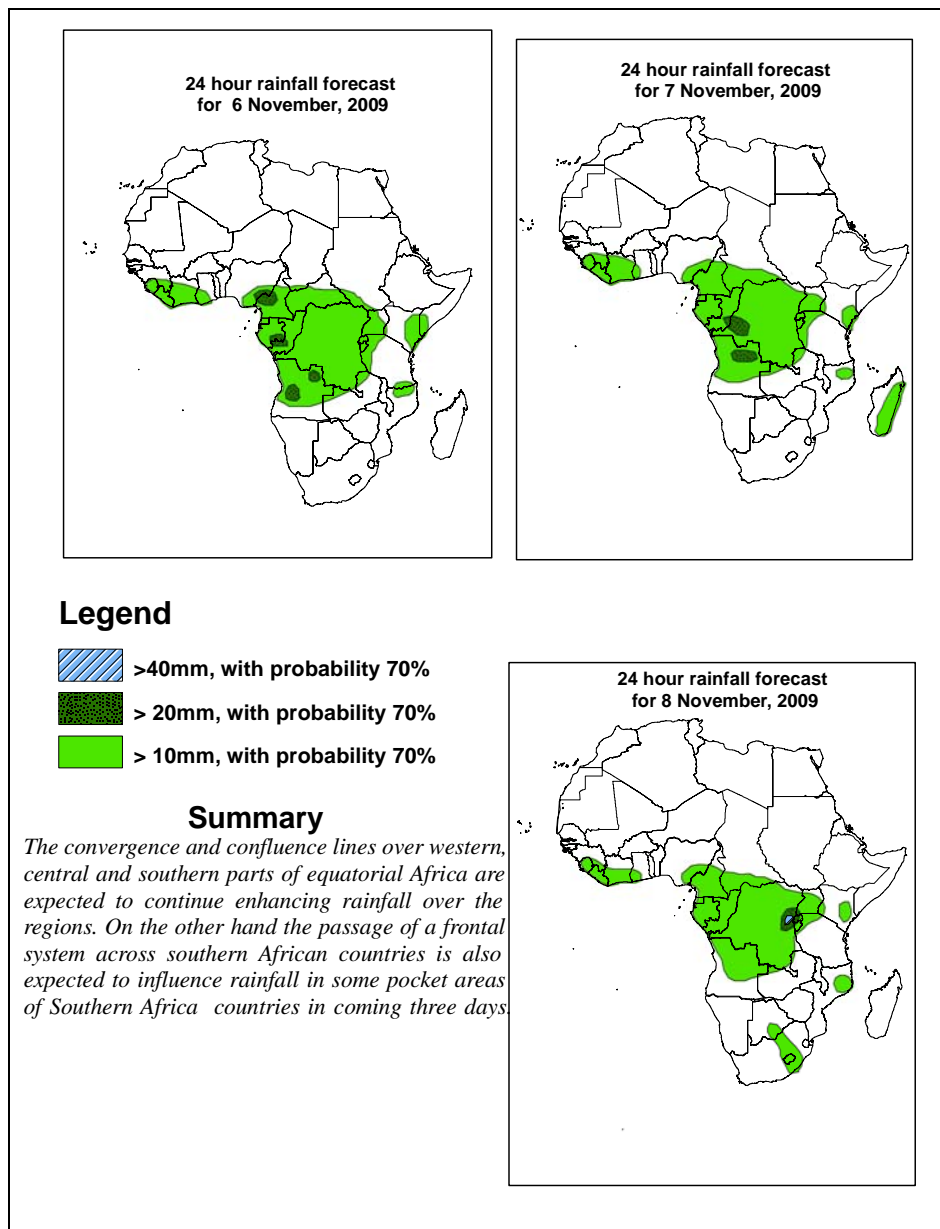 24 hour rainfall forecast
for 6 November, 2009
24 hour rainfall forecast
for 7 November, 2009
Legend
>40mm, with probability 70%
> 20mm, with probability 70%
> 10mm, with probability 70%
Summary
The convergence and confluence lines over western,
central and southern parts of equatorial Africa are
expected to continue enhancing rainfall over the
regions. On the other hand the passage of a frontal
system across southern African countries is also
expected to influence rainfall in some pocket areas
of Southern Africa countries in coming three days.
24 hour rainfall forecast
for 8 November, 2009